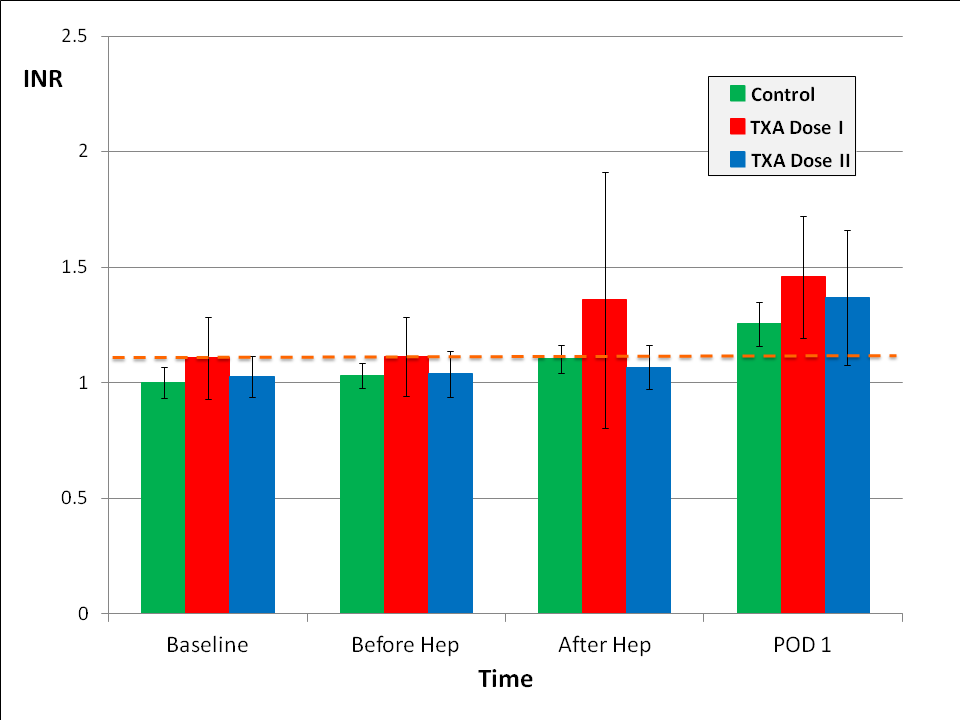 2.5
INR
Control
TXA Dose I
TXA Dose II
2
1.5
1
0.5
0
Baseline
Before Hep
After Hep
POD 1
Time